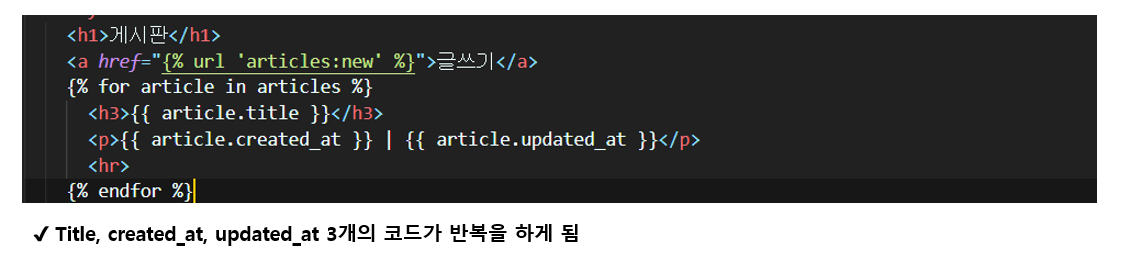 <h1>게시판</h1>
<a href="{% url 'articles:new' %}">글쓰기</a>
{% for article in articles %}
<h3>{{ article.title }}</h3>
<p>{{ article.created_at }} | {{ article.updated_at }}</p>
<hr>
{% endfor %}
✓ Title, created_at, updated_at 3개의 코드가 반복을 하게 됨